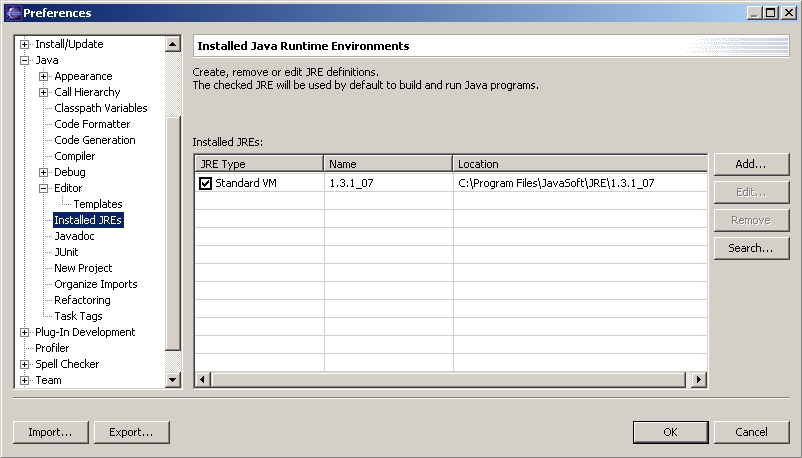 Preferences
Install/Update
Java
Appearance
Call Hierarchy
Classpath Variables
Code Formatter
Code Generation
Compiler
Debug
Editor
Templates
Installed JREs
Javadoc
JUnit
New Project
Organize Imports
Refactoring
Task Tags
Plug-In Development
Profiler
Spell Checker
Team
Installed Java Runtime Environments
Create, remove or edit JRE definitions.
The checked JRE will be used by default to build and run Java programs.
Installed JREs:
JRE Type Name Location
Standard VM 1.3.1_07 C:\Program Files\JavaSoft\JRE\1.3.1_07
Add...
Edit...
Remove
Search...
Import... Export... OK Cancel